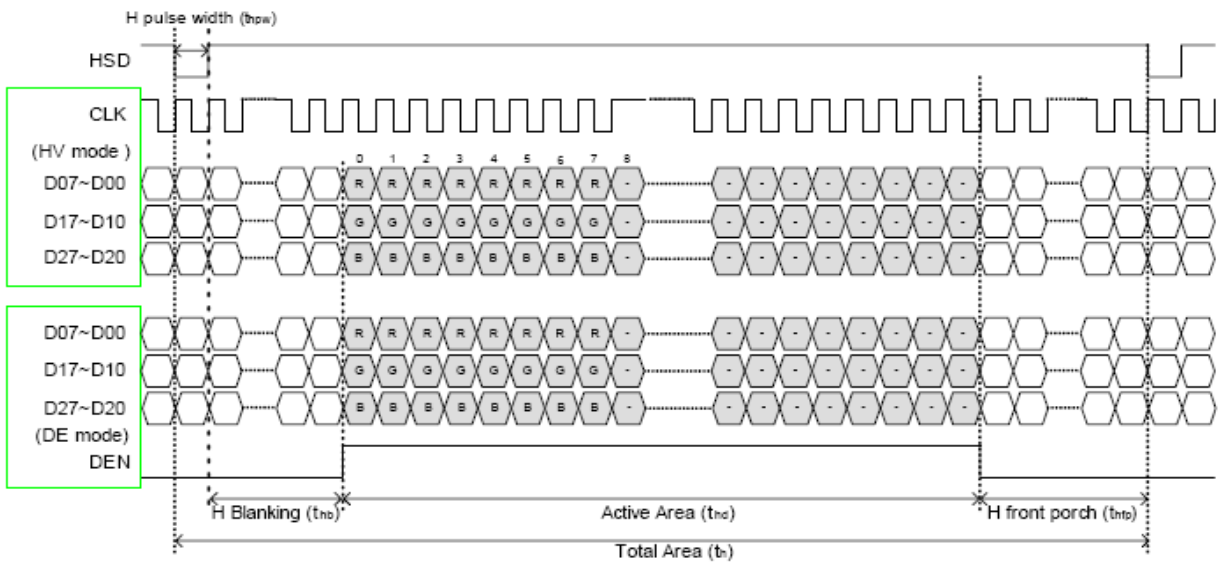 H pulse width (thpw)
HSD
CLK
(HV mode )
0 1 2 3 4 5 6 7 8
D07~D00 R R R R R R R R - - - - - - - - -
D17~D10 G G G G G G G G - - - - - - - - -
D27~D20 B B B B B B B B - - - - - - - - -
D07~D00 R R R R R R R R - - - - - - - - -
D17~D10 G G G G G G G G - - - - - - - - -
D27~D20 B B B B B B B B - - - - - - - - -
(DE mode)
DEN
H Blanking (thb) Active Area (thd) H front porch (thfp)
Total Area (th)